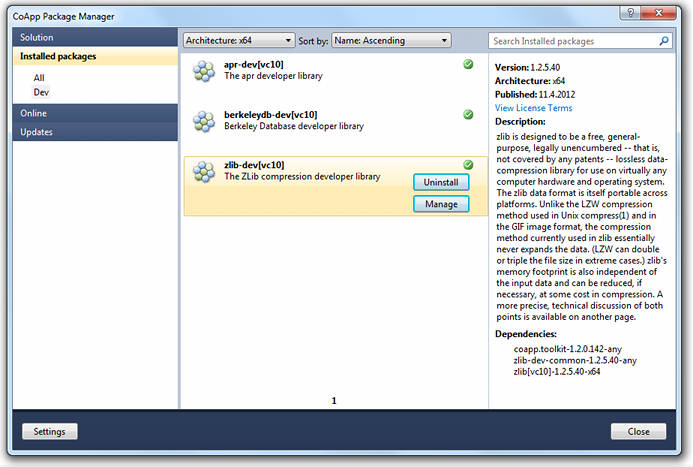 CoApp Package Manager
?
Solution
Installed packages
All
Dev
Online
Updates
Architecture: x64
Sort by:
Name: Ascending
Search Installed packages
apr-dev[vc10]
The apr developer library
berkeleydb-dev[vc10]
Berkeley Database developer library
zlib-dev[vc10]
The ZLib compression developer library
Uninstall
Manage
1
Version: 1.2.5.40
Architecture: x64
Published: 11.4.2012
View License Terms
Description:
zlib is designed to be a free, general-
purpose, legally unencumbered -- that is,
not covered by any patents -- lossless data-
compression library for use on virtually any
computer hardware and operating system.
The zlib data format is itself portable across
platforms. Unlike the LZW compression
method used in Unix compress(1) and in
the GIF image format, the compression
method currently used in zlib essentially
never expands the data. (LZW can double
or triple the file size in extreme cases.) zlib's
memory footprint is also independent of
the input data and can be reduced, if
necessary, at some cost in compression. A
more precise, technical discussion of both
points is available on another page.
Dependencies:
coapp.toolkit-1.2.0.142-any
zlib-dev-common-1.2.5.40-any
zlib[vc10]-1.2.5.40-x64
Settings
Close